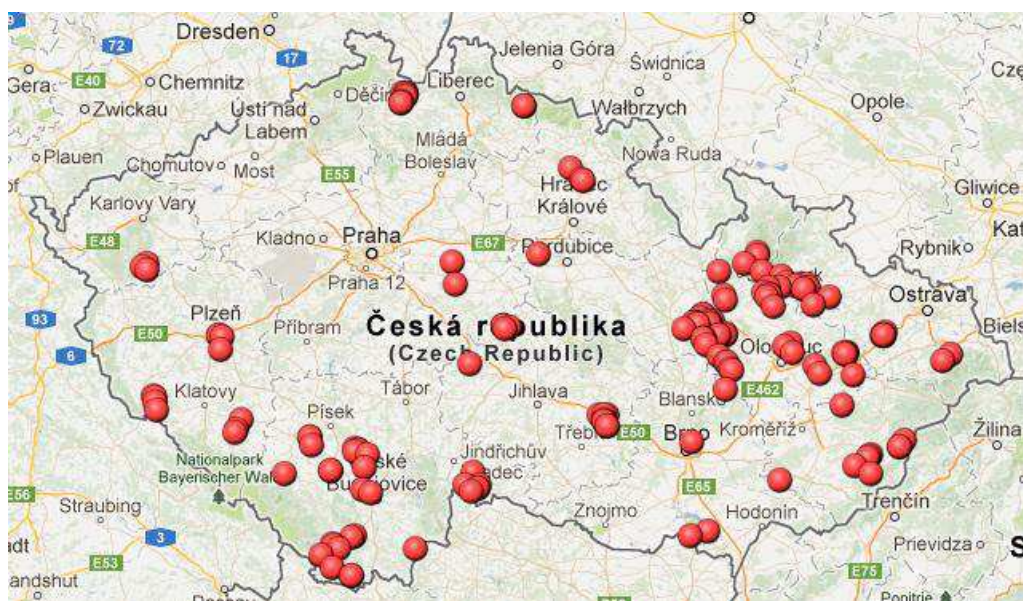 Dresden
72
17
Jelenia Góra
Świdnica
Gera
E40
Chemnitz
Děčín
Liberec
Wałbrzych
Opole
Zwickau
Ústí nad
Labem
Mladá
Boleslav
Nowa Ruda
Plauen
Chomutov
Most
E55
Hradec
Králové
Gliwice
Karlovy Vary
E48
Kladno
Praha
E67
Pardubice
Rybnik
Praha 12
Ostrava
93
6
E50
Plzeň
Příbram
Česká republika
(Czech Republic)
Olomouc
Klatovy
Tábor
Jihlava
Blansko
E462
Písek
E50
Brno
Kroměříž
Žilina
Nationalpark
Jindřichův
E56
České
Budějovice
Hradec
Straubing
3
E65
Znojmo
Hodonín
Trenčín
E53
E75
Prievidza